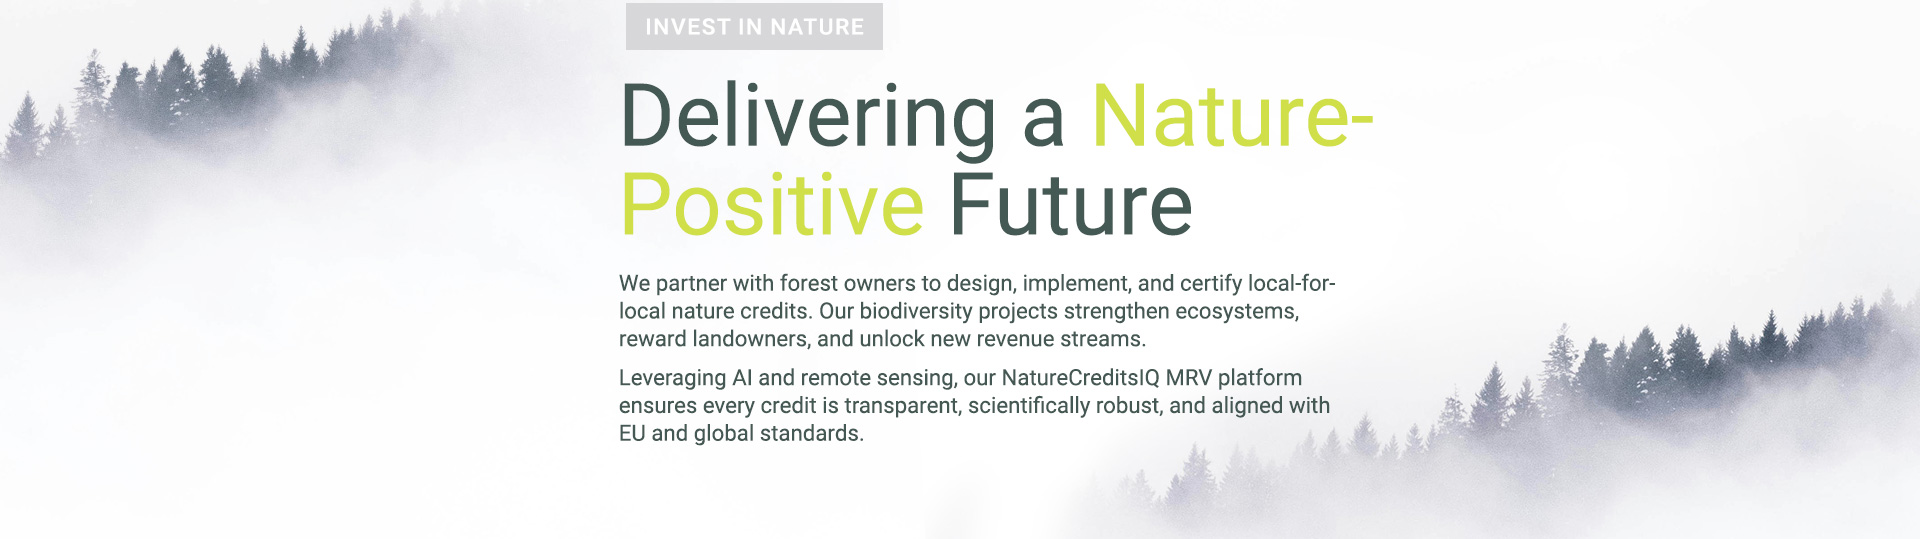 INVEST IN NATURE
Delivering a Nature-
Positive Future
We partner with forest owners to design, implement, and certify local-for-
local nature credits. Our biodiversity projects strengthen ecosystems,
reward landowners, and unlock new revenue streams.
Leveraging AI and remote sensing, our NatureCreditsIQ MRV platform
ensures every credit is transparent, scientifically robust, and aligned with
EU and global standards.